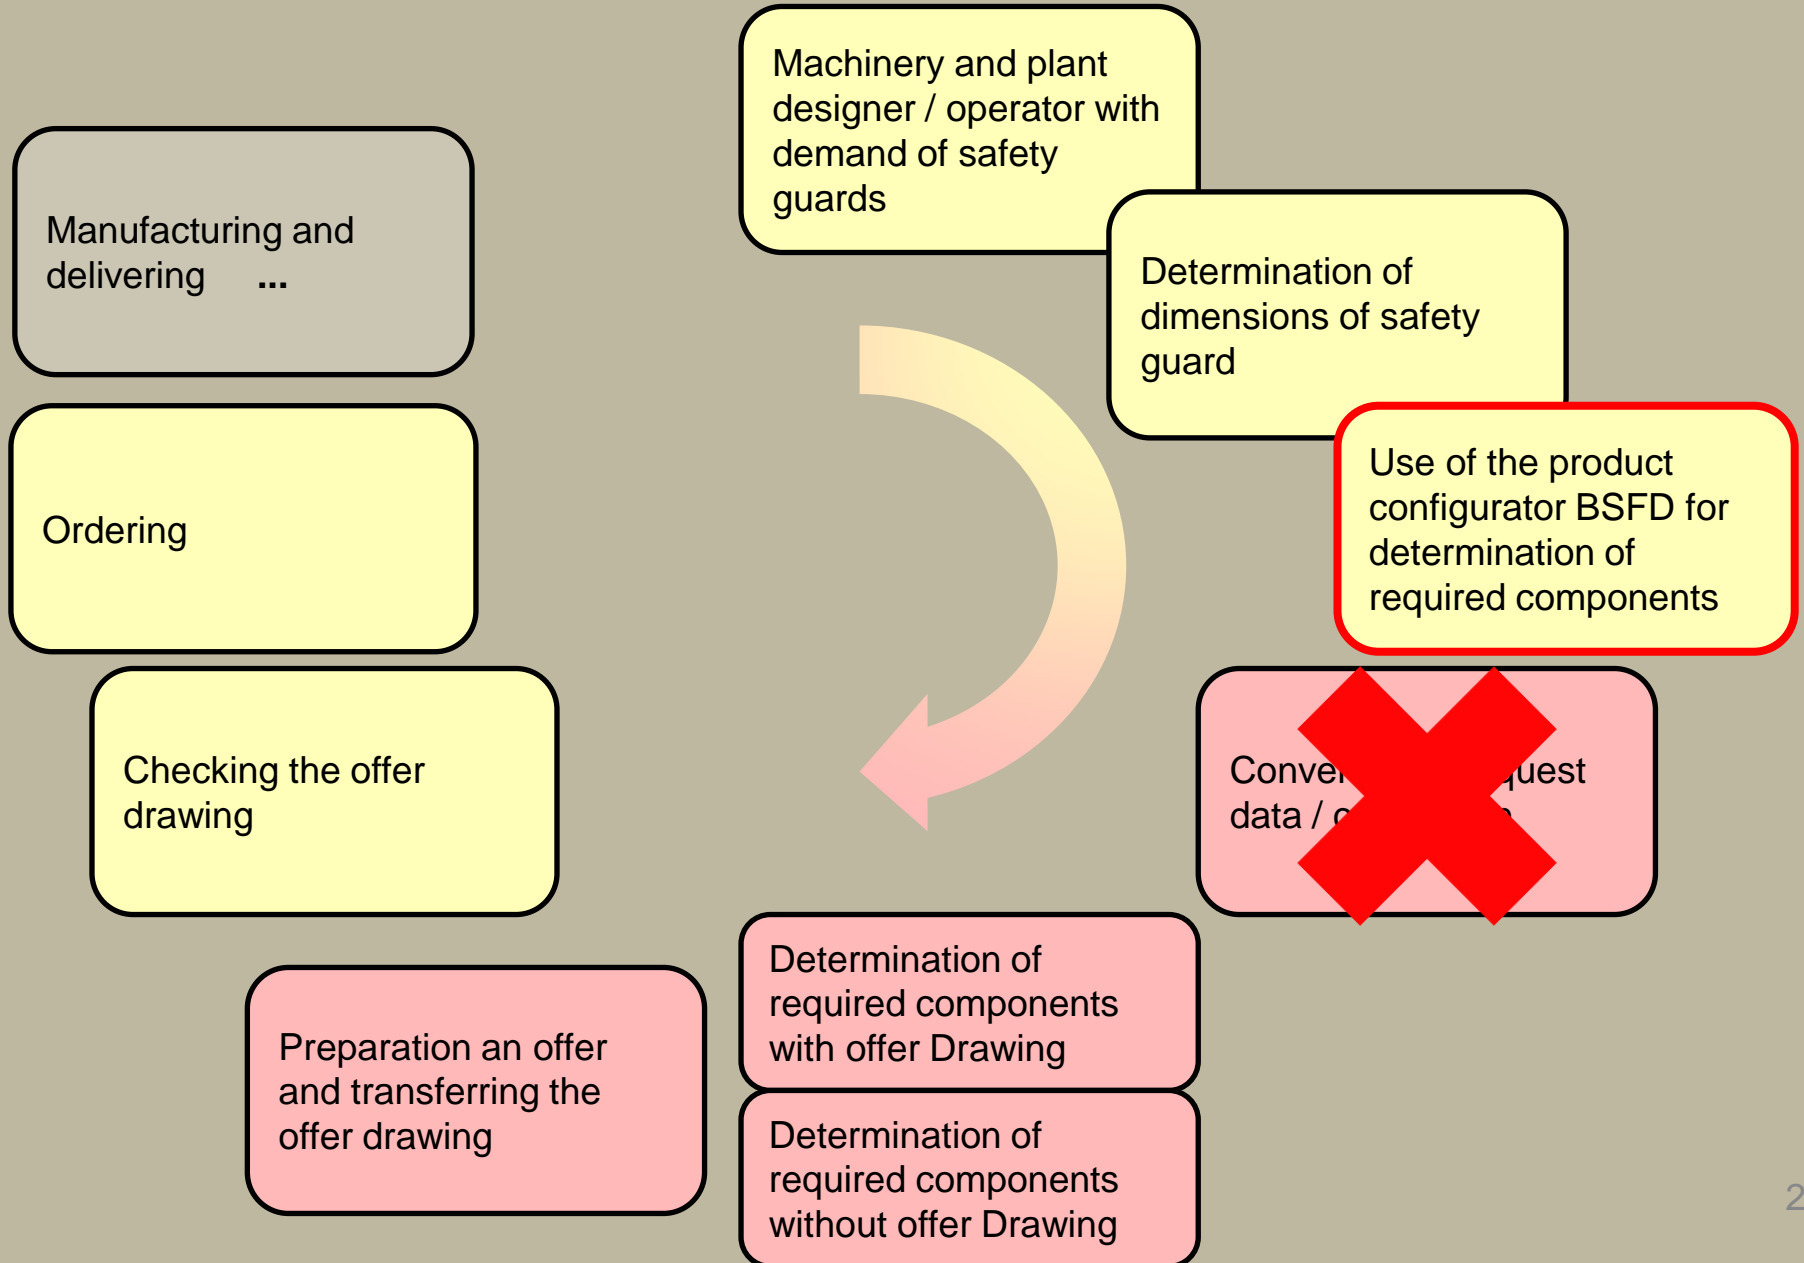 Machinery and plant
designer / operator with
demand of safety
guards
Determination of
dimensions of safety
guard
Use of the product
configurator BSFD for
determination of
required components
quest
data /
Determination of
required components
with offer Drawing
Determination of
required components
without offer Drawing
Preparation an offer
and transferring the
offer drawing
Checking the offer
drawing
Ordering
Manufacturing and
delivering ...
2